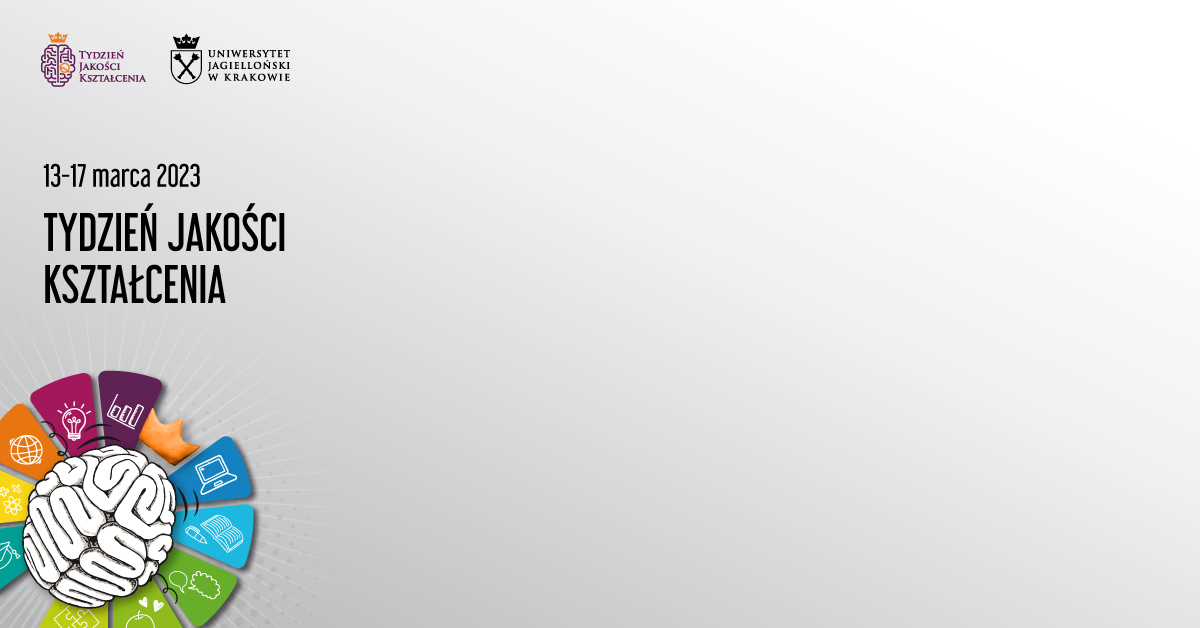 TYDZIEŃ
JAKOŚCI
KSZTAŁCENIA
UNIWERSYTET
JAGIELLOŃSKI
W KRAKOWIE
13-17 marca 2023
TYDZIEŃ JAKOŚCI
KSZTAŁCENIA